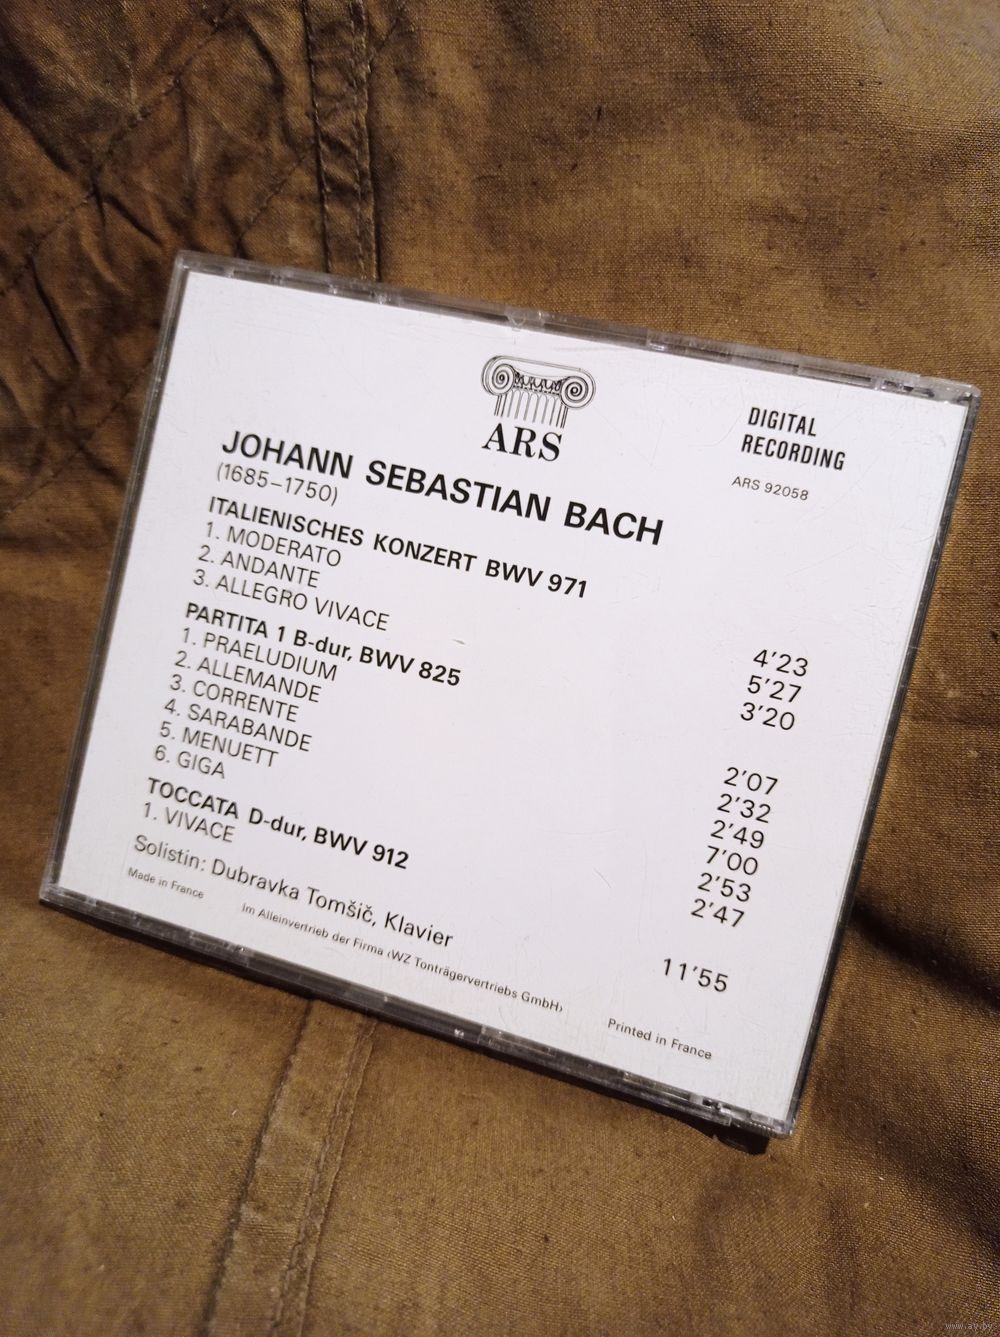 ARS
DIGITAL
RECORDING
ARS 92058
JOHANN SEBASTIAN BACH
(1685–1750)
ITALIENISCHES KONZERT BWV 971
1. MODERATO 4’23
2. ANDANTE 5’27
3. ALLEGRO VIVACE 3’20
PARTITA 1 B-dur, BWV 825
1. PRAELUDIUM 2’07
2. ALLEMANDE 2’32
3. CORRENTE 2’49
4. SARABANDE 7’00
5. MENUETT 2’53
6. GIGA 2’47
TOCCATA D-dur, BWV 912
1. VIVACE 11’55
Solistin: Dubravka Tomšič, Klavier
Made in France
Im Alleinvertrieb der Firma ‹WZ Tonträgervertriebs GmbH›
Printed in France
www.ay.by